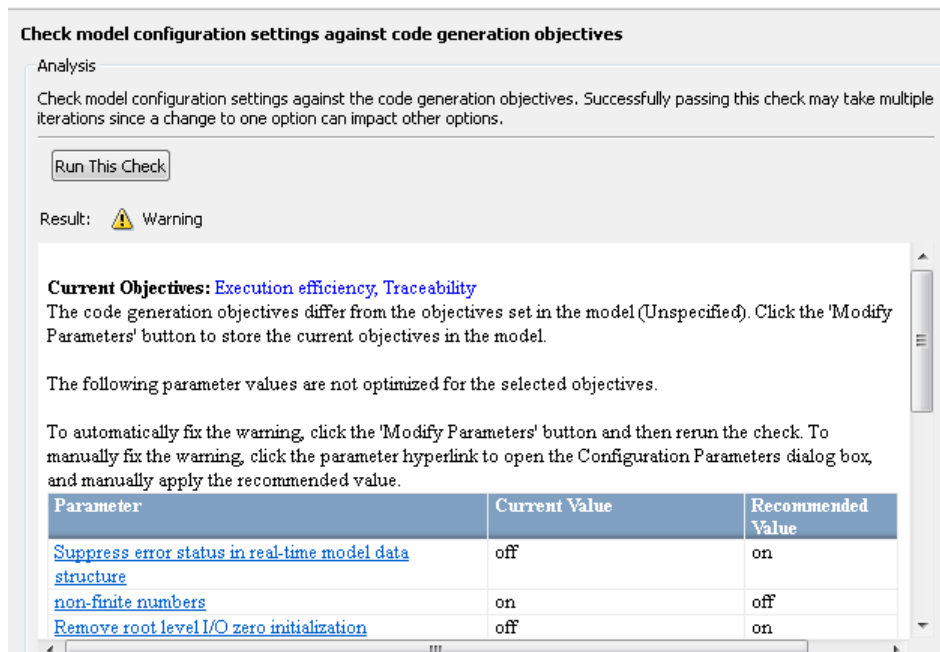 Check model configuration settings against code generation objectives
Analysis
Check model configuration settings against the code generation objectives. Successfully passing this check may take multiple
iterations since a change to one option can impact other options.
Run This Check
Result: Warning
Current Objectives: Execution efficiency, Traceability
The code generation objectives differ from the objectives set in the model (Unspecified). Click the 'Modify
Parameters' button to store the current objectives in the model.
The following parameter values are not optimized for the selected objectives.
To automatically fix the warning, click the 'Modify Parameters' button and then rerun the check. To
manually fix the warning, click the parameter hyperlink to open the Configuration Parameters dialog box,
and manually apply the recommended value.
Parameter Current Value Recommended
Value
Suppress error status in real-time model data off on
structure
non-finite numbers on off
Remove root level I/O zero initialization off on